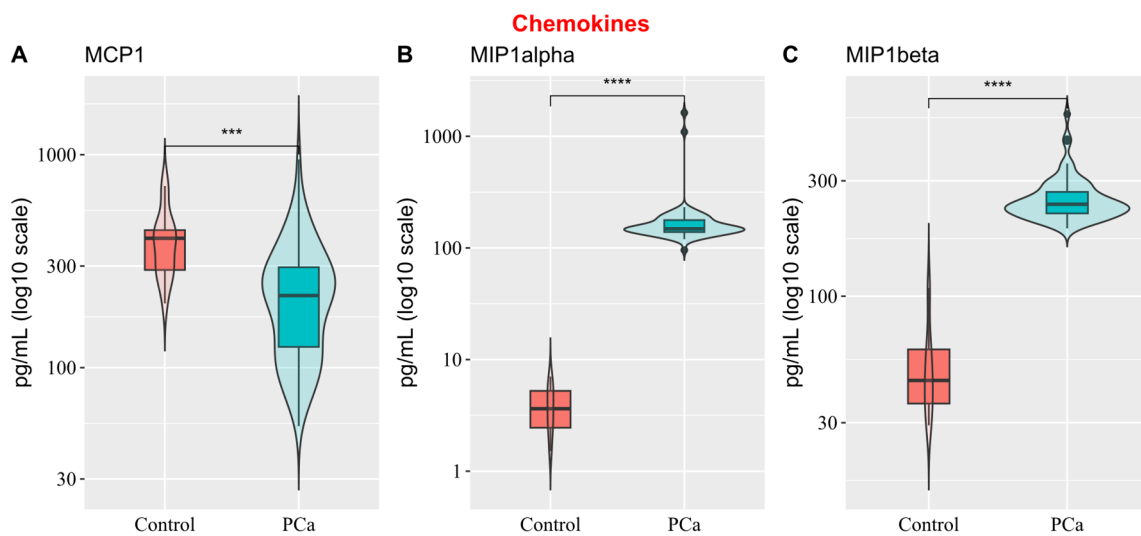 Chemokines
A MCP1
B MIP1alpha
C MIP1beta
pg/mL (log10 scale)
1000
300
100
30
***
Control PCa
pg/mL (log10 scale)
1000
100
10
1
****
Control PCa
pg/mL (log10 scale)
300
100
30
****
Control PCa